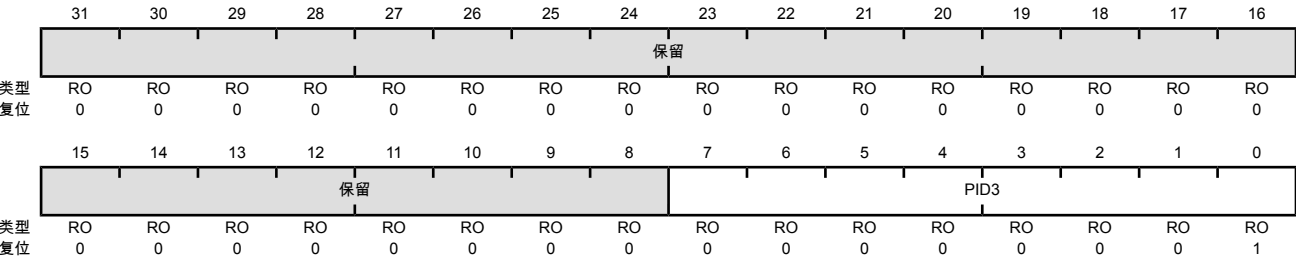 31 30 29 28 27 26 25 24 23 22 21 20 19 18 17 16
保留
类型 RO RO RO RO RO RO RO RO RO RO RO RO RO RO RO RO
复位 0 0 0 0 0 0 0 0 0 0 0 0 0 0 0 0
15 14 13 12 11 10 9 8 7 6 5 4 3 2 1 0
保留 PID3
类型 RO RO RO RO RO RO RO RO RO RO RO RO RO RO RO RO
复位 0 0 0 0 0 0 0 0 0 0 0 0 0 0 0 1